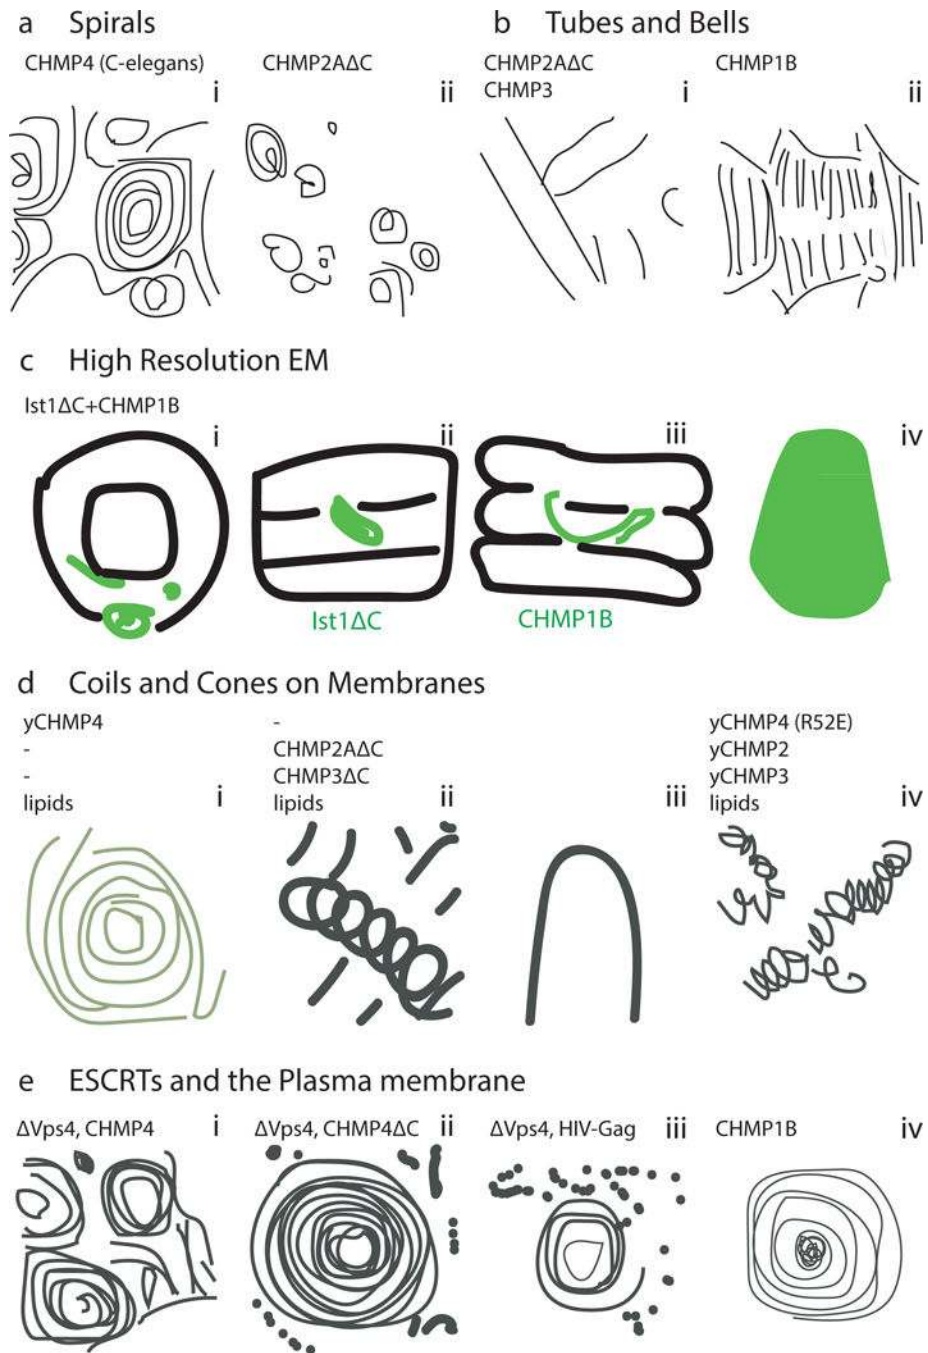 a Spirals
CHMP4 (C-elegans)
i
CHMP2AΔC
ii
b Tubes and Bells
CHMP2AΔC
CHMP3
i
CHMP1B
ii
c High Resolution EM
Ist1ΔC+CHMP1B
i
ii
Ist1ΔC
iii
CHMP1B
iv
d Coils and Cones on Membranes
yCHMP4
-
-
lipids
i
-
CHMP2AΔC
CHMP3ΔC
lipids
ii
iii
yCHMP4 (R52E)
yCHMP2
yCHMP3
lipids
iv
e ESCRTs and the Plasma membrane
ΔVps4, CHMP4
i
ΔVps4, CHMP4ΔC
ii
ΔVps4, HIV-Gag
iii
CHMP1B
iv